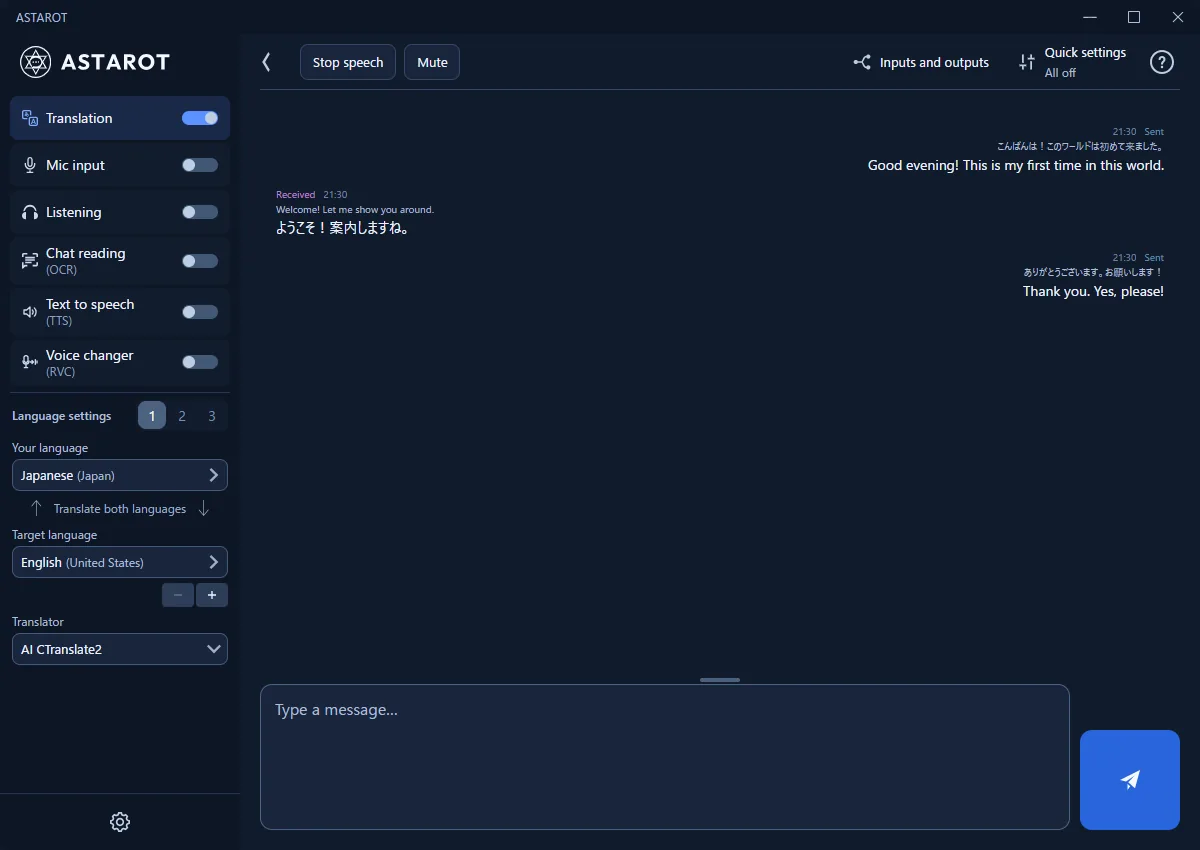 ASTAROT
ASTAROT
Stop speech
Mute
Inputs and outputs
Quick settings
All off
?
Translation
Mic input
Listening
Chat reading
(OCR)
Text to speech
(TTS)
Voice changer
(RVC)
Language settings
1 2 3
Your language
Japanese (Japan)
Translate both languages
Target language
English (United States)
− +
Translator
AI CTranslate2
21:30 Sent
こんばんは！このワールドは初めて来ました。
Good evening! This is my first time in this world.
Received 21:30
Welcome! Let me show you around.
ようこそ！案内しますね。
21:30 Sent
ありがとうございます。お願いします！
Thank you. Yes, please!
Type a message...